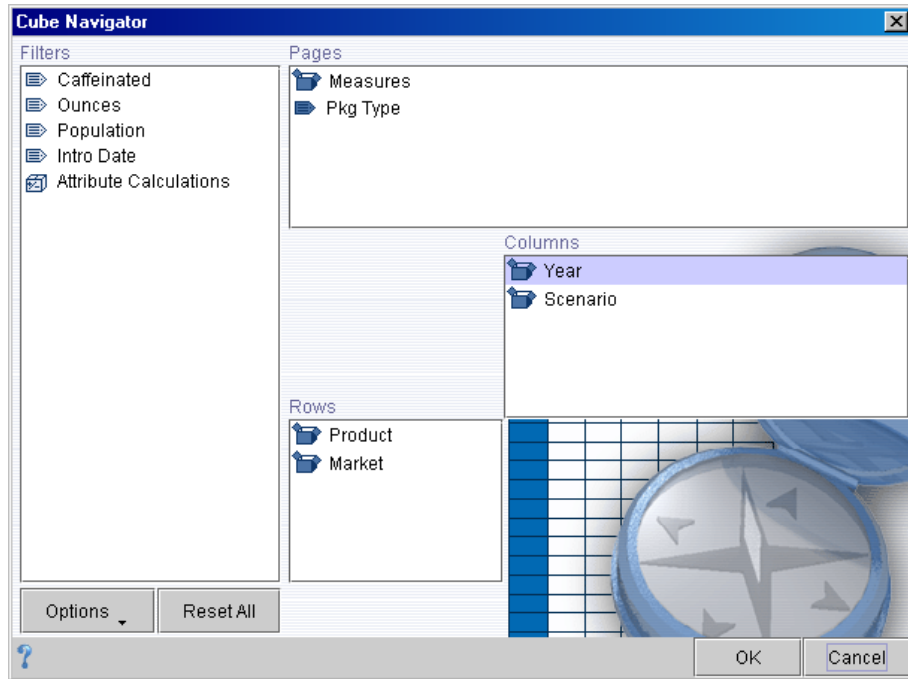 Cube Navigator
Filters
Caffeinated
Ounces
Population
Intro Date
Attribute Calculations
Pages
Measures
Pkg Type
Columns
Year
Scenario
Rows
Product
Market
Options
Reset All
?
OK
Cancel